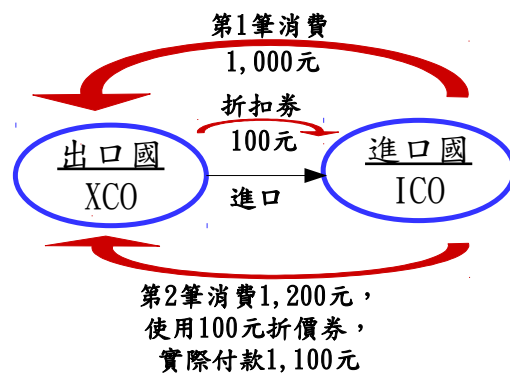 第1筆消費
1,000元
折扣劵
100元
出口國
XCO
進口
進口國
ICO
第2筆消費1,200元，
使用100元折價券，
實際付款1,100元